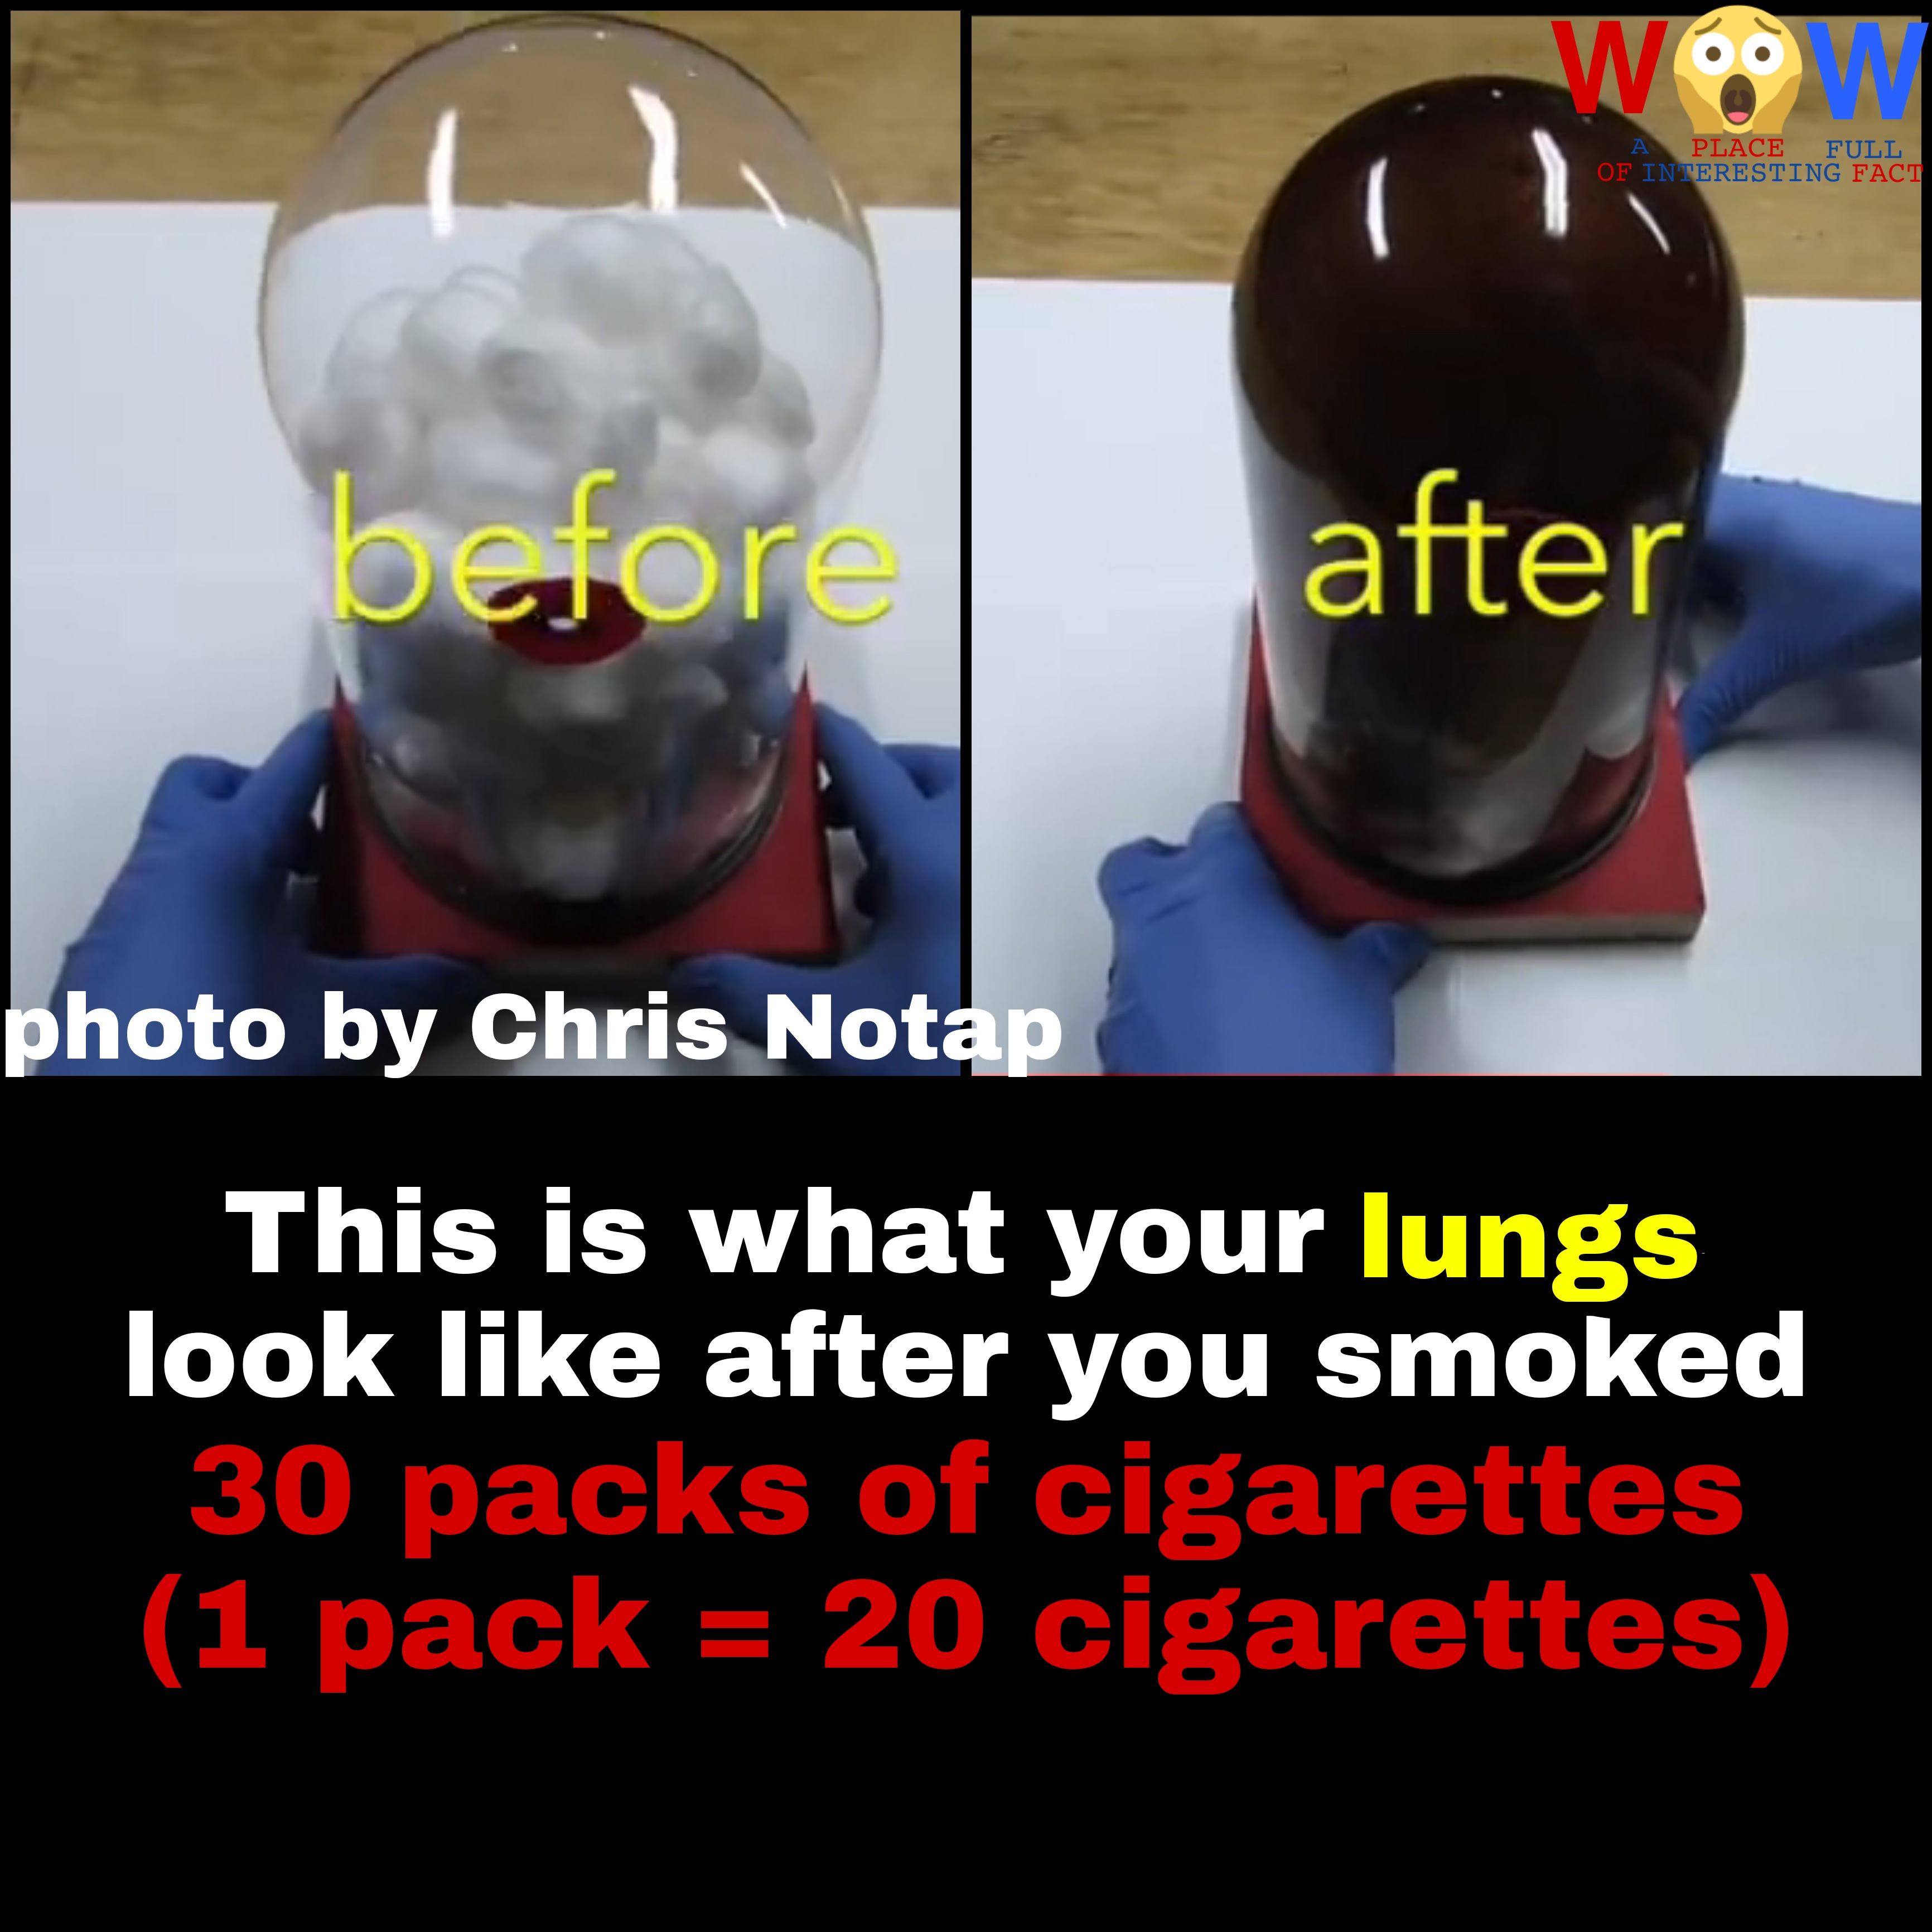 W😱W
A PLACE FULL
OF INTERESTING FACT
before
after
photo by Chris Notap
This is what your lungs
look like after you smoked
30 packs of cigarettes
(1 pack = 20 cigarettes)